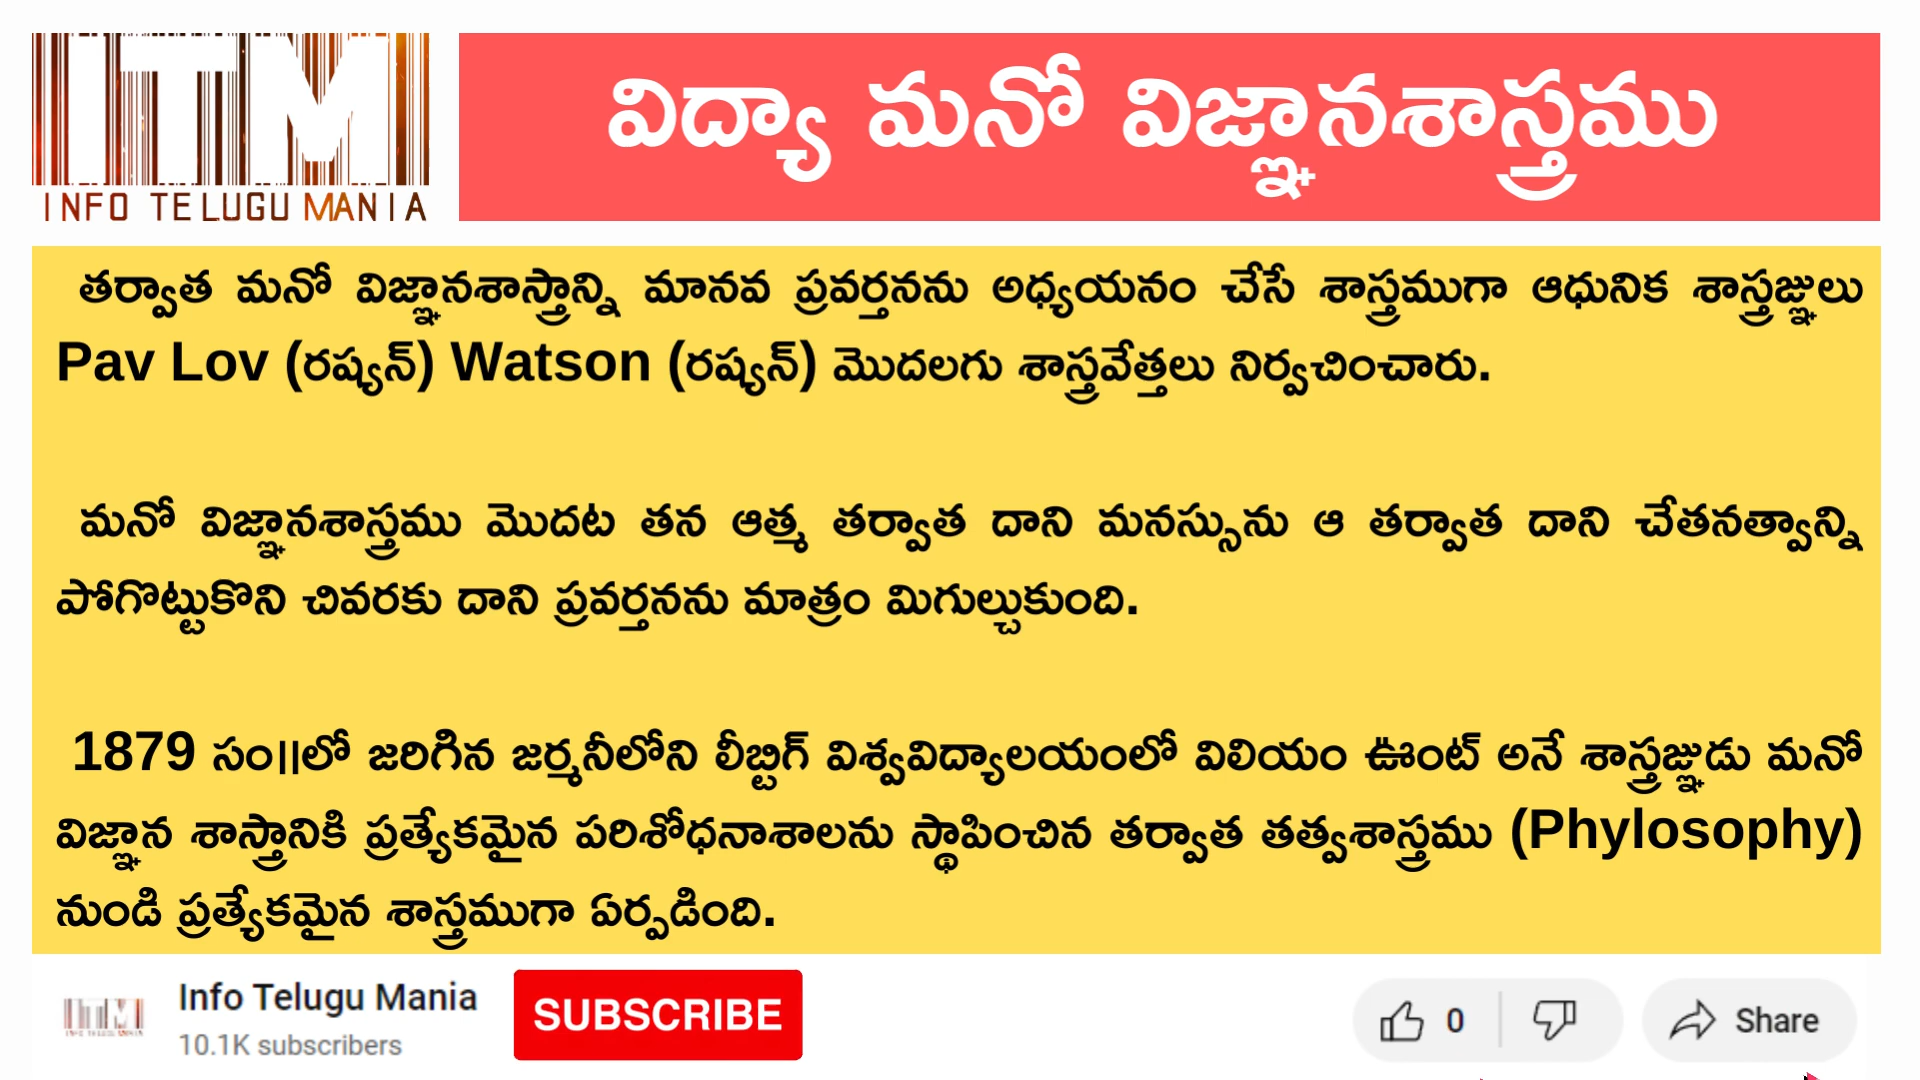 ITM
INFO TELUGU MANIA
విద్యా మనో విజ్ఞానశాస్త్రము
తర్వాత మనో విజ్ఞానశాస్త్రాన్ని మానవ ప్రవర్తనను అధ్యయనం చేసే శాస్త్రముగా ఆధునిక శాస్త్రజ్ఞులు
Pav Lov (రష్యన్) Watson (రష్యన్) మొదలగు శాస్త్రవేత్తలు నిర్వచించారు.
మనో విజ్ఞానశాస్త్రము మొదట తన ఆత్మ తర్వాత దాని మనస్సును ఆ తర్వాత దాని చేతనత్వాన్ని
పోగొట్టుకొని చివరకు దాని ప్రవర్తనను మాత్రం మిగుల్చుకుంది.
1879 సం||లో జరిగిన జర్మనీలోని లీబ్టిగ్ విశ్వవిద్యాలయంలో విలియం ఊంట్ అనే శాస్త్రజ్ఞుడు మనో
విజ్ఞాన శాస్త్రానికి ప్రత్యేకమైన పరిశోధనాశాలను స్థాపించిన తర్వాత తత్వశాస్త్రము (Phylosophy)
నుండి ప్రత్యేకమైన శాస్త్రముగా ఏర్పడింది.
ITM
Info Telugu Mania
10.1K subscribers
SUBSCRIBE
0
Share